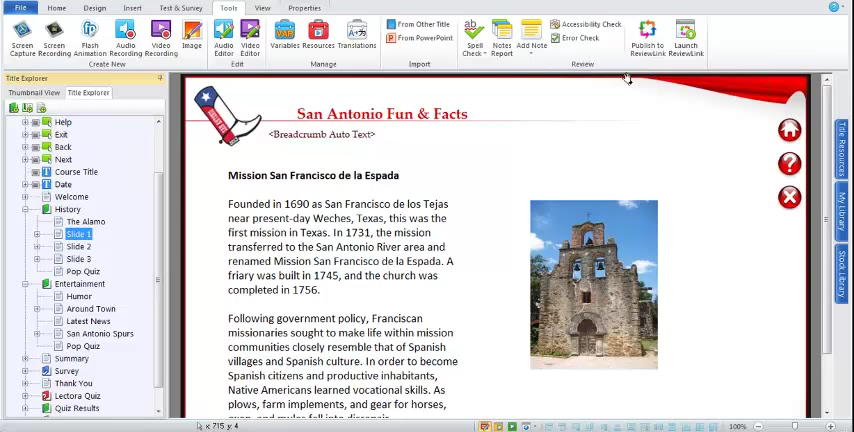 File Home Design Insert Test & Survey Tools View Properties
Screen Capture
Screen Recording
Flash Animation
Audio Recording
Video Recording
Image
Audio Editor
Video Editor
Variables
Resources
Translations
From Other Title
From PowerPoint
Spell Check
Notes Report
Add Note
Accessibility Check
Error Check
Publish to ReviewLink
Launch ReviewLink
Create New
Edit
Manage
Import
Review
Title Explorer
Thumbnail View Title Explorer
Help
Exit
Back
Next
Course Title
Date
Welcome
History
The Alamo
Slide 1
Slide 2
Slide 3
Pop Quiz
Entertainment
Humor
Around Town
Latest News
San Antonio Spurs
Pop Quiz
Summary
Survey
Thank You
Lectora Quiz
Quiz Results
San Antonio Fun & Facts
<Breadcrumb Auto Text>
Mission San Francisco de la Espada
Founded in 1690 as San Francisco de los Tejas
near present-day Weches, Texas, this was the
first mission in Texas. In 1731, the mission
transferred to the San Antonio River area and
renamed Mission San Francisco de la Espada. A
friary was built in 1745, and the church was
completed in 1756.
Following government policy, Franciscan
missionaries sought to make life within mission
communities closely resemble that of Spanish
villages and Spanish culture. In order to become
Spanish citizens and productive inhabitants,
Native Americans learned vocational skills. As
plows, farm implements, and gear for horses,
Title Resources
My Library
Stock Library
x: 715 y: 4
100%